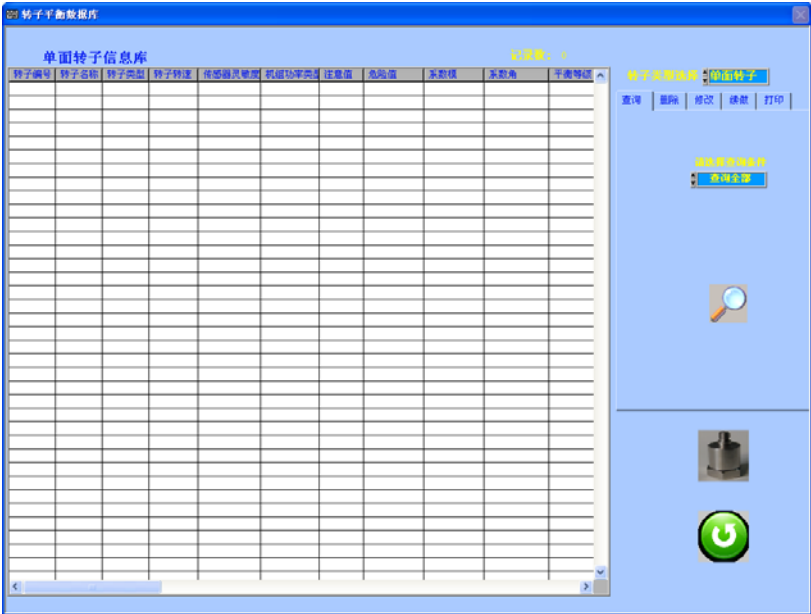 转子平衡数据库
单面转子信息库
记录数: 0
转子编号 转子名称 转子类型 转子转速 传感器灵敏度 机组功率类型 注意值 危险值 系数模 系数角 平衡等级
转子类型选择 单面转子
查询 删除 修改 续做 打印
请选择查询条件
查询全部